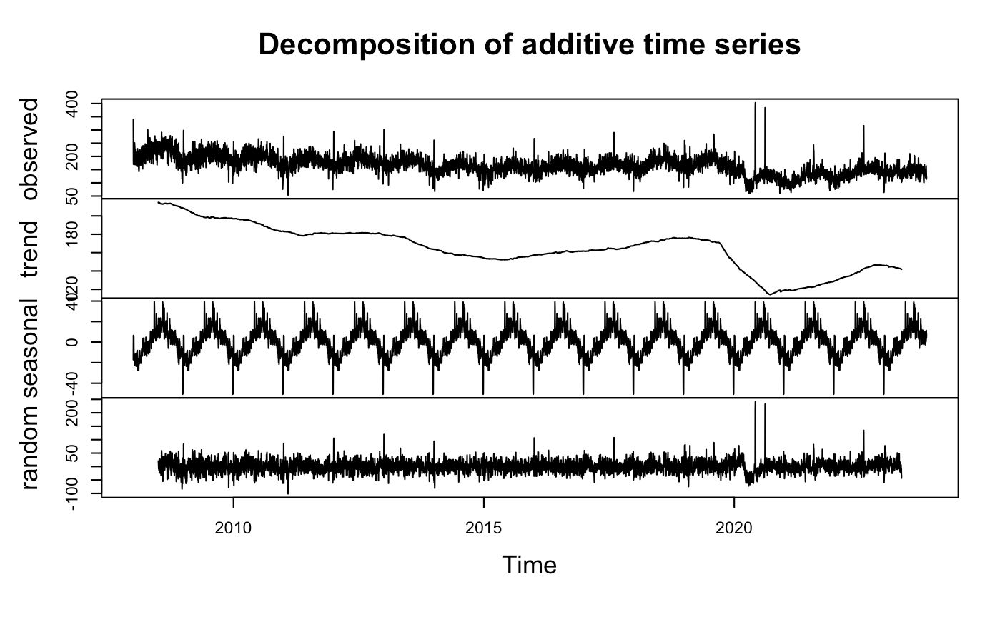 Decomposition of additive time series
observed
50 200 400
trend
120 180
seasonal
-40 0 40
random
-100 50 200
2010 2015 2020
Time